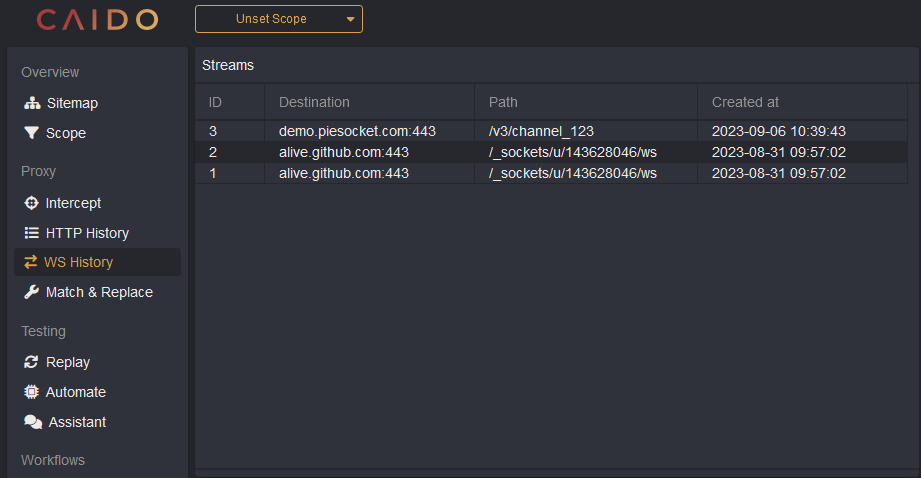 CAIDO
Unset Scope
Overview
Sitemap
Scope
Proxy
Intercept
HTTP History
WS History
Match & Replace
Testing
Replay
Automate
Assistant
Workflows
Streams
ID Destination Path Created at
3 demo.piesocket.com:443 /v3/channel_123 2023-09-06 10:39:43
2 alive.github.com:443 /_sockets/u/143628046/ws 2023-08-31 09:57:02
1 alive.github.com:443 /_sockets/u/143628046/ws 2023-08-31 09:57:02